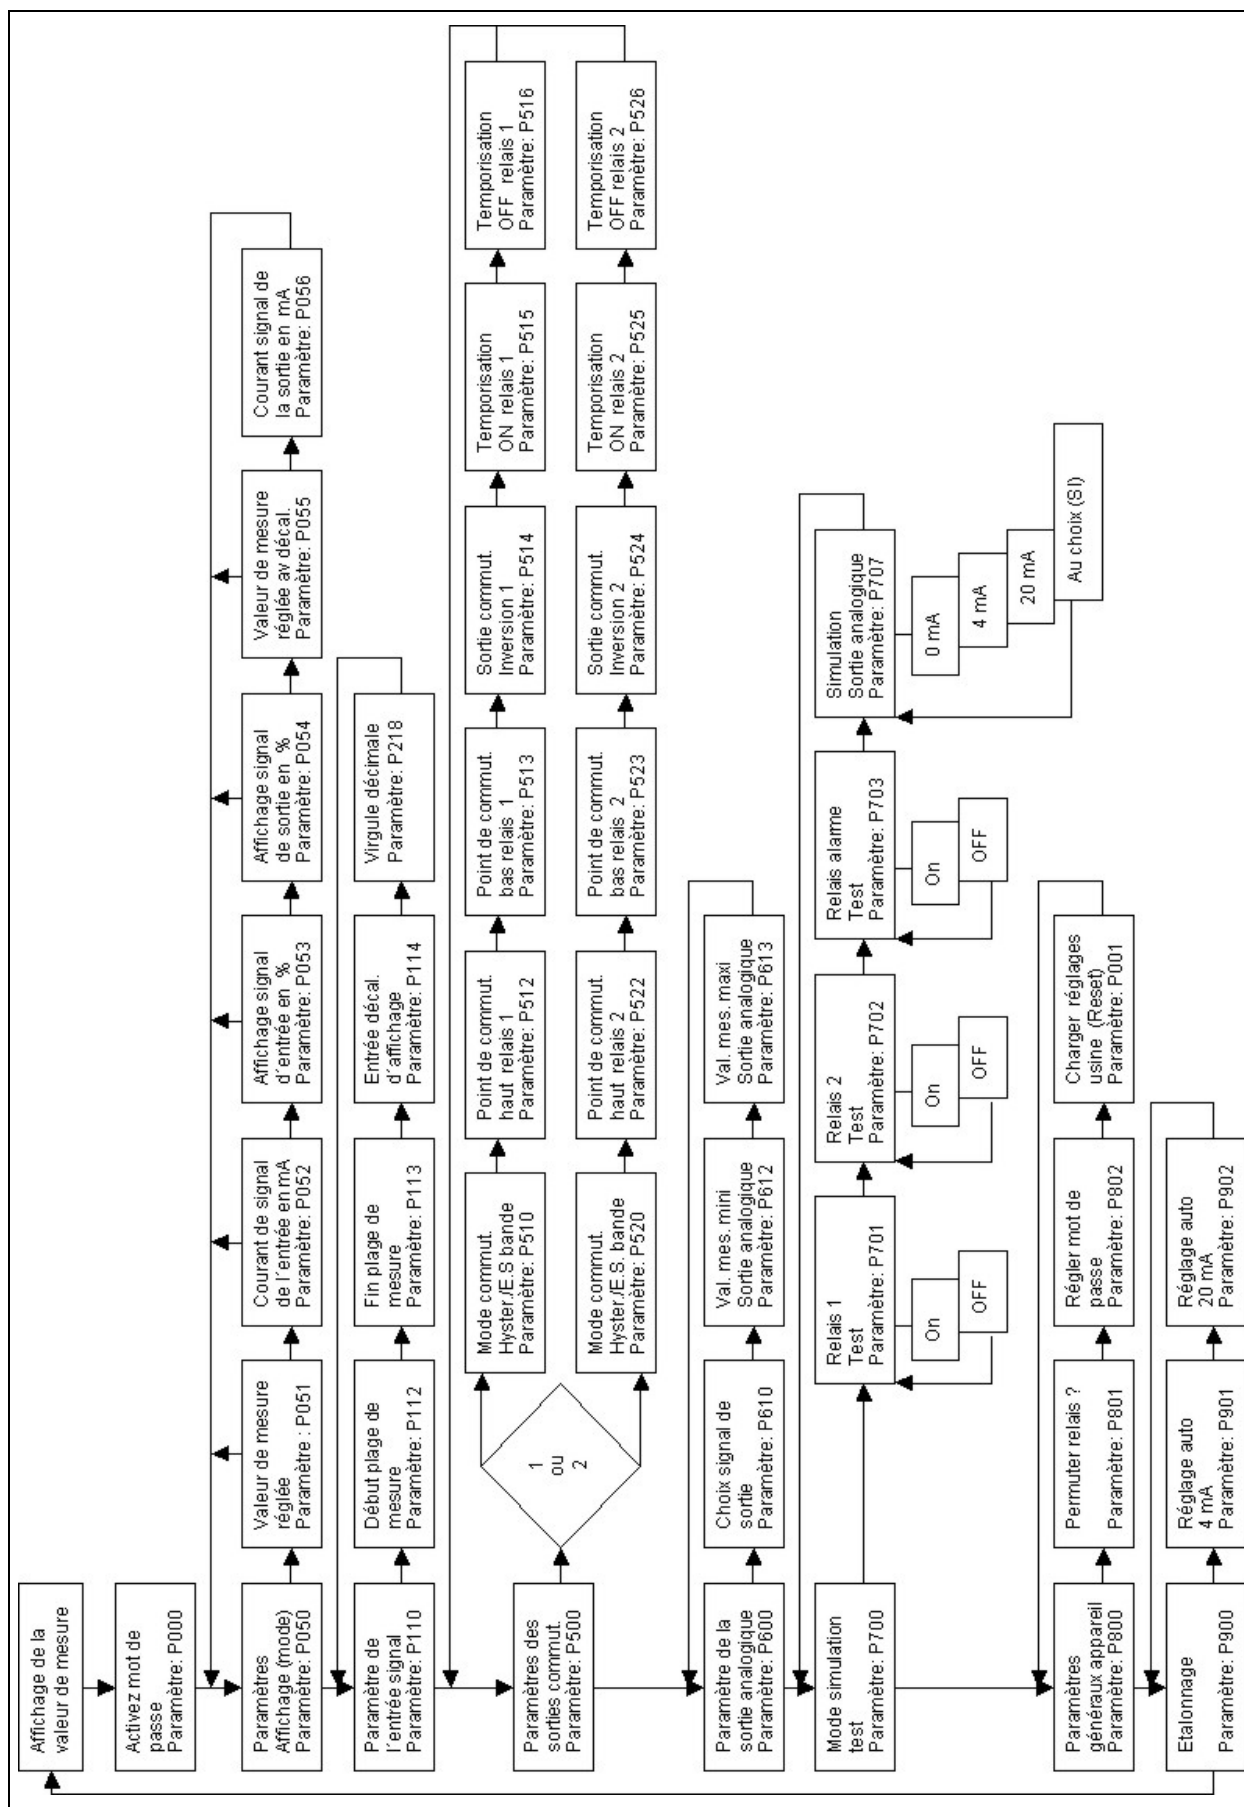 Affichage de la
valeur de mesure
Activez mot de
passe
Paramètre: P000
Paramètres
Affichage (mode)
Paramètre: P050
Valeur de mesure
réglée
Paramètre : P051
Courant de signal
de l´entrée en mA
Paramètre: P052
Affichage signal
d´entrée en %
Paramètre: P053
Affichage signal
de sortie en %
Paramètre: P054
Valeur de mesure
réglée av décal.
Paramètre: P055
Courant signal de
la sortie en mA
Paramètre: P056
Paramètre de
l´entrée signal
Paramètre: P110
Début plage de
mesure
Paramètre: P112
Fin plage de
mesure
Paramètre: P113
Entrée décal.
d´affichage
Paramètre: P114
Virgule décimale
Paramètre: P218
Paramètres des
sorties commut.
Paramètre: P500
1
ou
2
Mode commut.
Hyster./E.S. bande
Paramètre: P510
Point de commut.
haut relais 1
Paramètre: P512
Point de commut.
bas relais 1
Paramètre: P513
Sortie commut.
Inversion 1
Paramètre: P514
Temporisation
ON relais 1
Paramètre: P515
Temporisation
OFF relais 1
Paramètre: P516
Mode commut.
Hyster./E.S. bande
Paramètre: P520
Point de commut.
haut relais 2
Paramètre: P522
Point de commut.
bas relais 2
Paramètre: P523
Sortie commut.
Inversion 2
Paramètre: P524
Temporisation
ON relais 2
Paramètre: P525
Temporisation
OFF relais 2
Paramètre: P526
Paramètre de la
sortie analogique
Paramètre: P600
Choix signal de
sortie
Paramètre: P610
Val. mes. mini
Sortie analogique
Paramètre: P612
Val. mes. maxi
Sortie analogique
Paramètre: P613
Mode simulation
test
Paramètre: P700
Relais 1
Test
Paramètre: P701
On
OFF
Relais 2
Test
Paramètre: P702
On
OFF
Relais alarme
Test
Paramètre: P703
On
OFF
Simulation
Sortie analogique
Paramètre: P707
0 mA
4 mA
20 mA
Au choix (SI)
Paramètres
généraux appareil
Paramètre: P800
Permuter relais ?
Paramètre: P801
Régler mot de
passe
Paramètre: P802
Charger réglages
usine (Reset)
Paramètre: P001
Etalonnage
Paramètre: P900
Réglage auto
4 mA
Paramètre: P901
Réglage auto
20 mA
Paramètre: P902